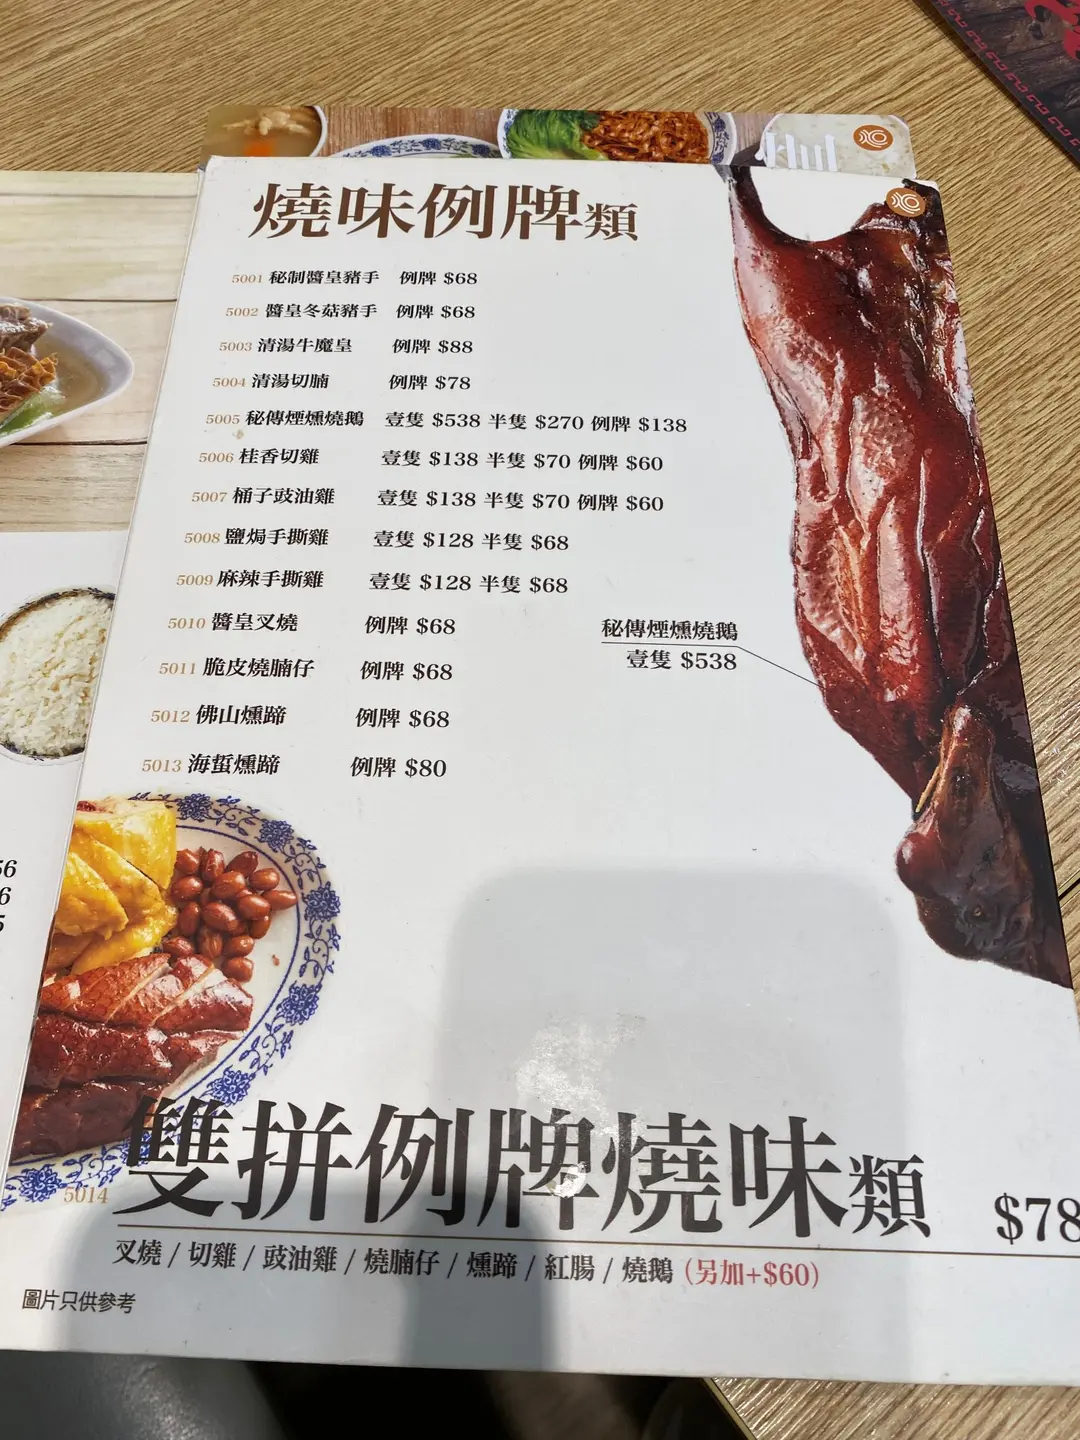 燒味例牌類
5001 秘制醬皇豬手 例牌 $68
5002 醬皇冬菇豬手 例牌 $68
5003 清湯牛魔皇 例牌 $88
5004 清湯切腩 例牌 $78
5005 秘傳煙燻燒鵝 壹隻 $538 半隻 $270 例牌 $138
5006 桂香切雞 壹隻 $138 半隻 $70 例牌 $60
5007 桶子豉油雞 壹隻 $138 半隻 $70 例牌 $60
5008 鹽焗手撕雞 壹隻 $128 半隻 $68
5009 麻辣手撕雞 壹隻 $128 半隻 $68
5010 醬皇叉燒 例牌 $68
5011 脆皮燒腩仔 例牌 $68
5012 佛山燻蹄 例牌 $68
5013 海蜇燻蹄 例牌 $80
秘傳煙燻燒鵝
壹隻 $538
5014 雙拼例牌燒味類 $78
叉燒 / 切雞 / 豉油雞 / 燒腩仔 / 燻蹄 / 紅腸 / 燒鵝 (另加+$60)
圖片只供參考